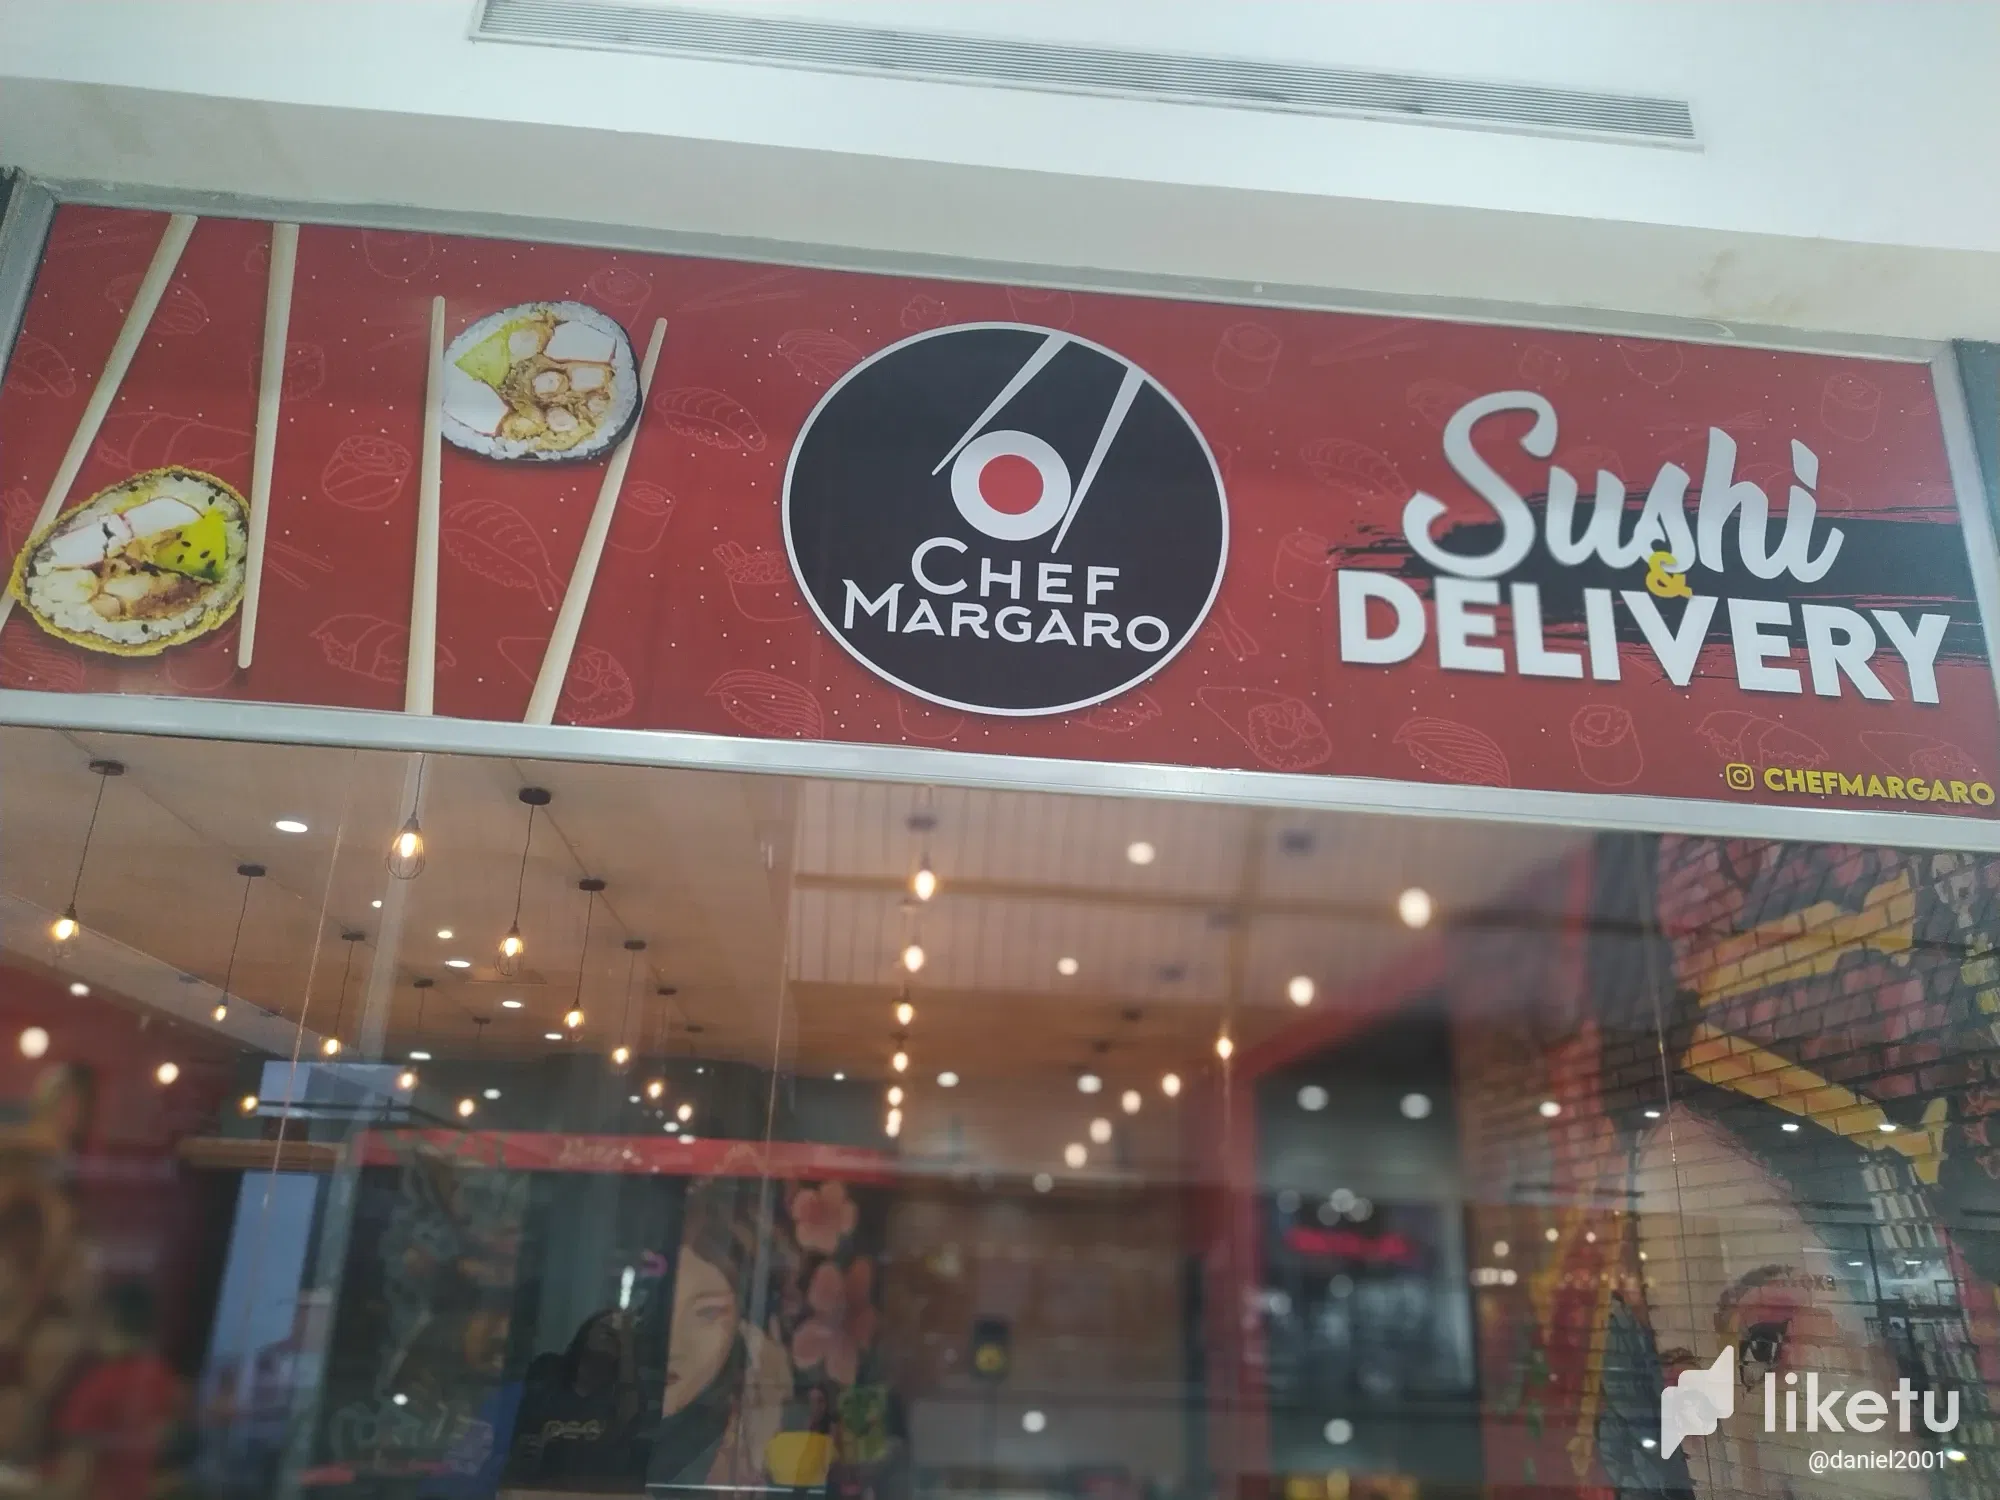 CHEF
MARGARO
Sushi
&
DELIVERY
CHEFMARGARO
liketu
@daniel2001